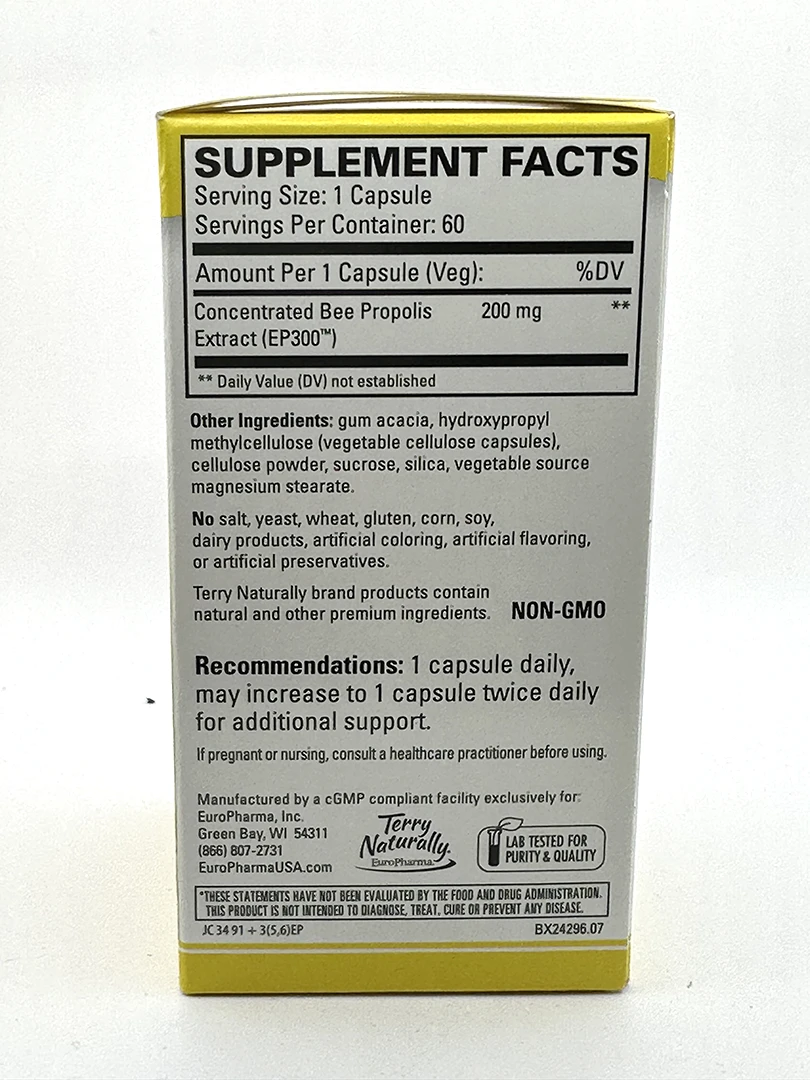 SUPPLEMENT FACTS
Serving Size: 1 Capsule
Servings Per Container: 60
Amount Per 1 Capsule (Veg): %DV
Concentrated Bee Propolis 200 mg **
Extract (EP300™)
** Daily Value (DV) not established
Other Ingredients: gum acacia, hydroxypropyl
methylcellulose (vegetable cellulose capsules),
cellulose powder, sucrose, silica, vegetable source
magnesium stearate.
No salt, yeast, wheat, gluten, corn, soy,
dairy products, artificial coloring, artificial flavoring,
or artificial preservatives.
Terry Naturally brand products contain
natural and other premium ingredients. NON-GMO
Recommendations: 1 capsule daily,
may increase to 1 capsule twice daily
for additional support.
If pregnant or nursing, consult a healthcare practitioner before using.
Manufactured by a cGMP compliant facility exclusively for:
EuroPharma, Inc.
Green Bay, WI 54311
(866) 807-2731
EuroPharmaUSA.com
Terry
Naturally.
EuroPharma.
LAB TESTED FOR
PURITY & QUALITY
*THESE STATEMENTS HAVE NOT BEEN EVALUATED BY THE FOOD AND DRUG ADMINISTRATION.
THIS PRODUCT IS NOT INTENDED TO DIAGNOSE, TREAT, CURE OR PREVENT ANY DISEASE.
JC 34 91 + 3(5,6)EP BX24296.07